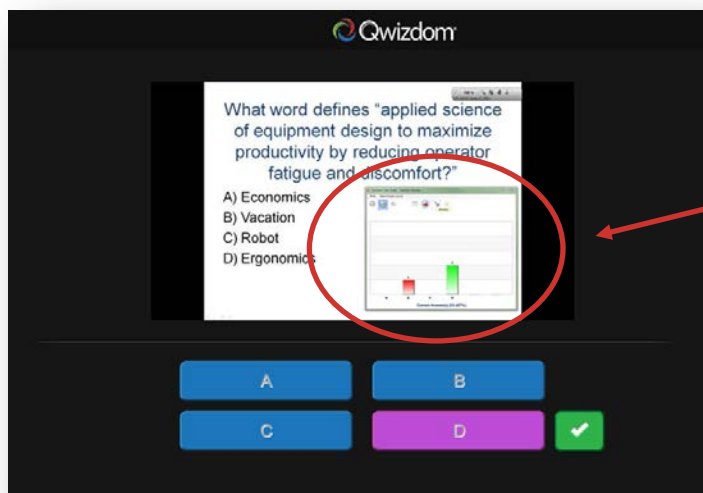 Qwizdom
What word defines “applied science
of equipment design to maximize
productivity by reducing operator
fatigue and discomfort?”
A) Economics
B) Vacation
C) Robot
D) Ergonomics
A
B
C
D